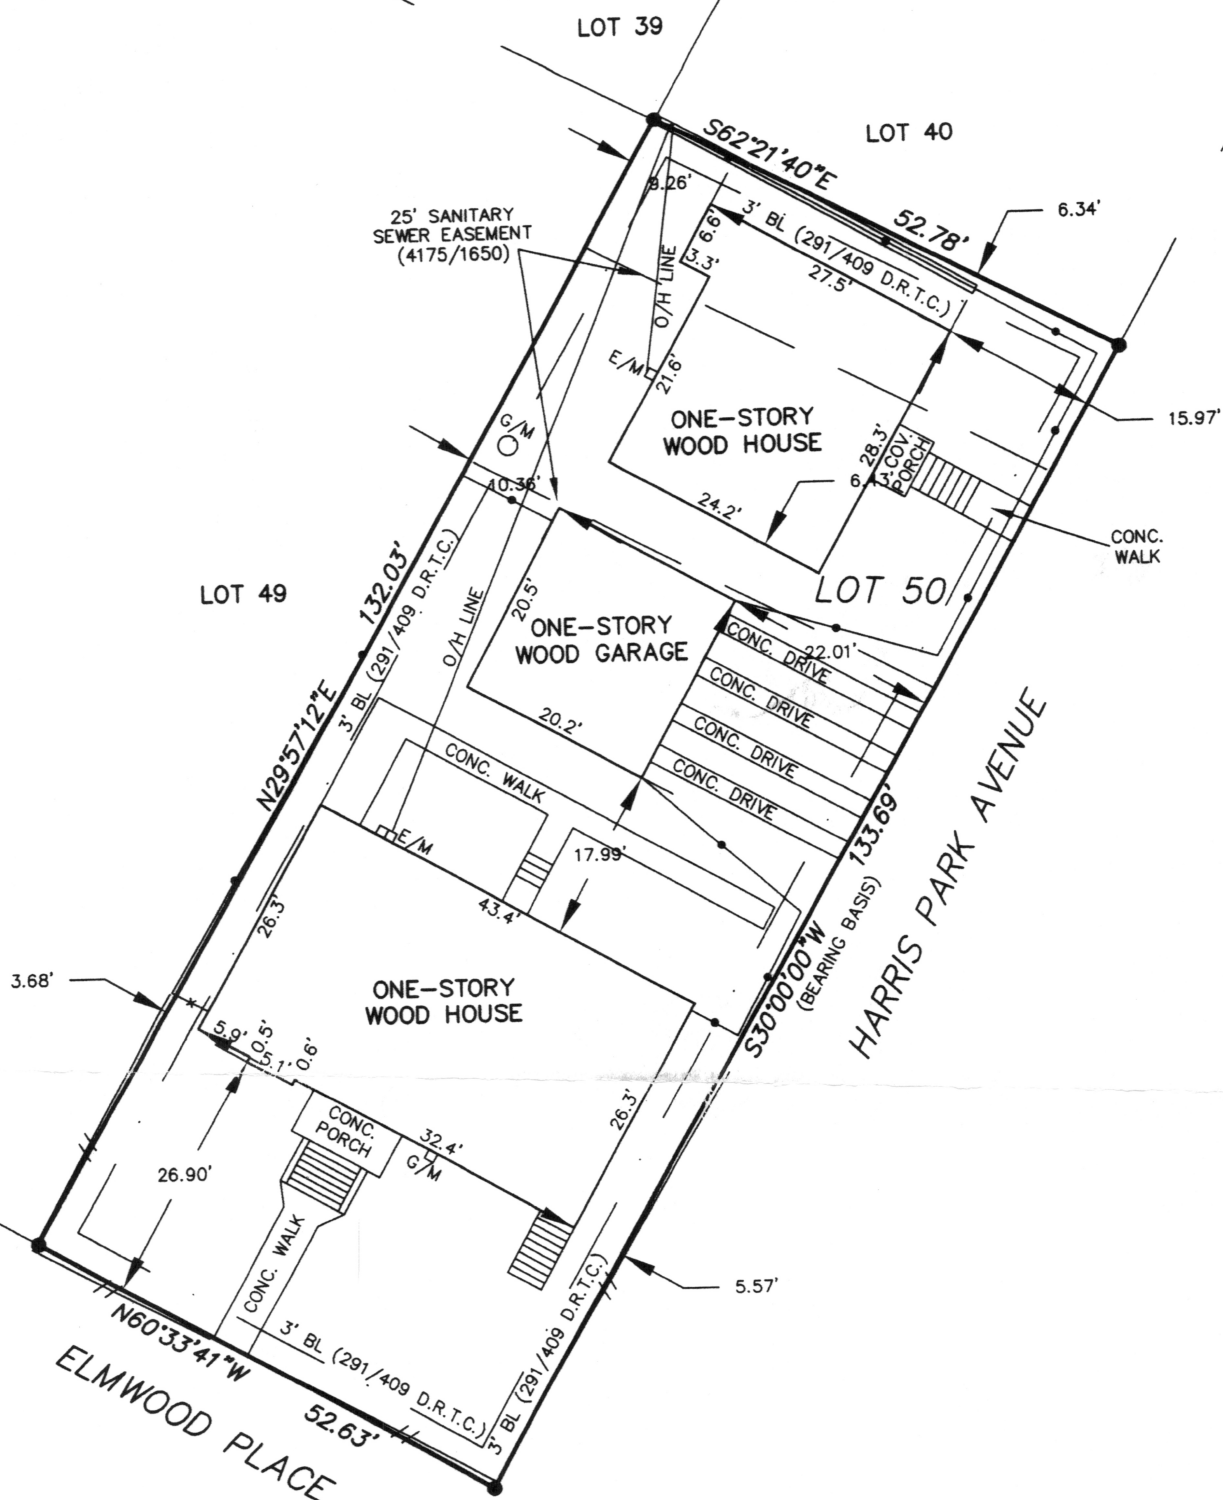 LOT 39
LOT 40
S62°21'40"E
52.78'
6.34'
9.26'
25' SANITARY
SEWER EASEMENT
(4175/1650)
6.6'
3' BL (291/409 D.R.T.C.)
3.3'
27.5'
O/H LINE
E/M
21.6'
ONE-STORY
WOOD HOUSE
15.97'
G/M
28.3'
COV.
PORCH
10.36'
24.2'
6.43'
CONC.
WALK
LOT 50
LOT 49
132.03'
N29°57'12"E
3' BL (291/409 D.R.T.C.)
O/H LINE
20.5'
ONE-STORY
WOOD GARAGE
22.01'
CONC. DRIVE
CONC. DRIVE
CONC. DRIVE
CONC. DRIVE
20.2'
CONC. WALK
E/M
17.99'
133.69'
S30°00'00"W
(BEARING BASIS)
HARRIS PARK AVENUE
43.4'
26.3'
ONE-STORY
WOOD HOUSE
3.68'
5.9'
0.5'
5.1'
0.6'
26.3'
CONC.
PORCH
32.4'
G/M
26.90'
CONC. WALK
5.57'
3' BL (291/409 D.R.T.C.)
3' BL (291/409 D.R.T.C.)
N60°33'41"W
52.63'
ELMWOOD PLACE